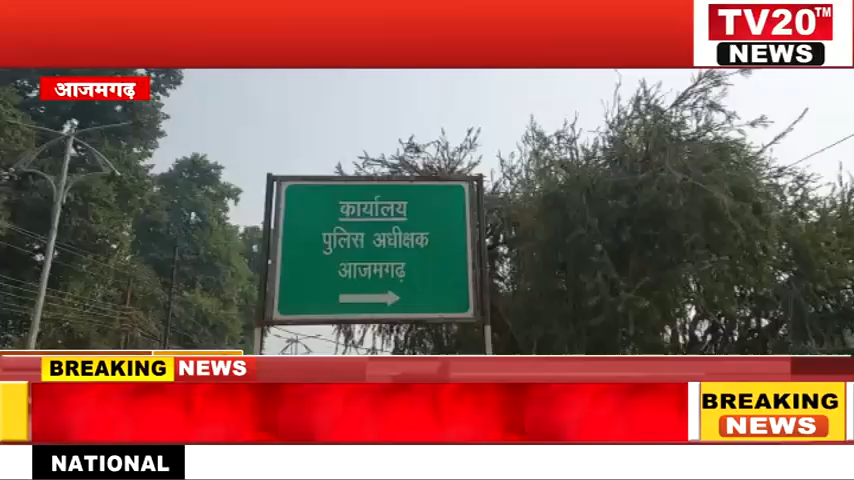 TV20™
NEWS
आजमगढ़
कार्यालय
पुलिस अधीक्षक
आजमगढ़
BREAKING NEWS
BREAKING
NEWS
NATIONAL